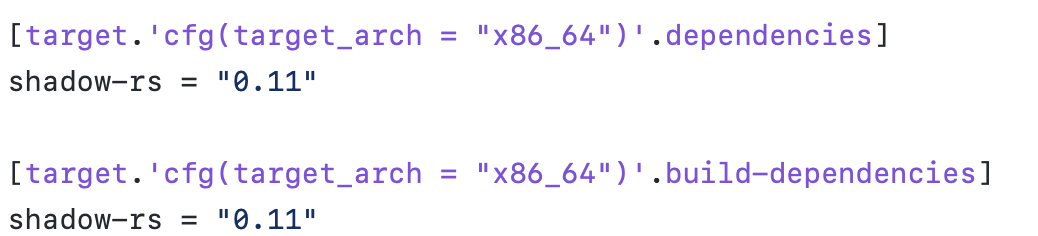 [target.'cfg(target_arch = "x86_64")'.dependencies]
shadow-rs = "0.11"
[target.'cfg(target_arch = "x86_64")'.build-dependencies]
shadow-rs = "0.11"